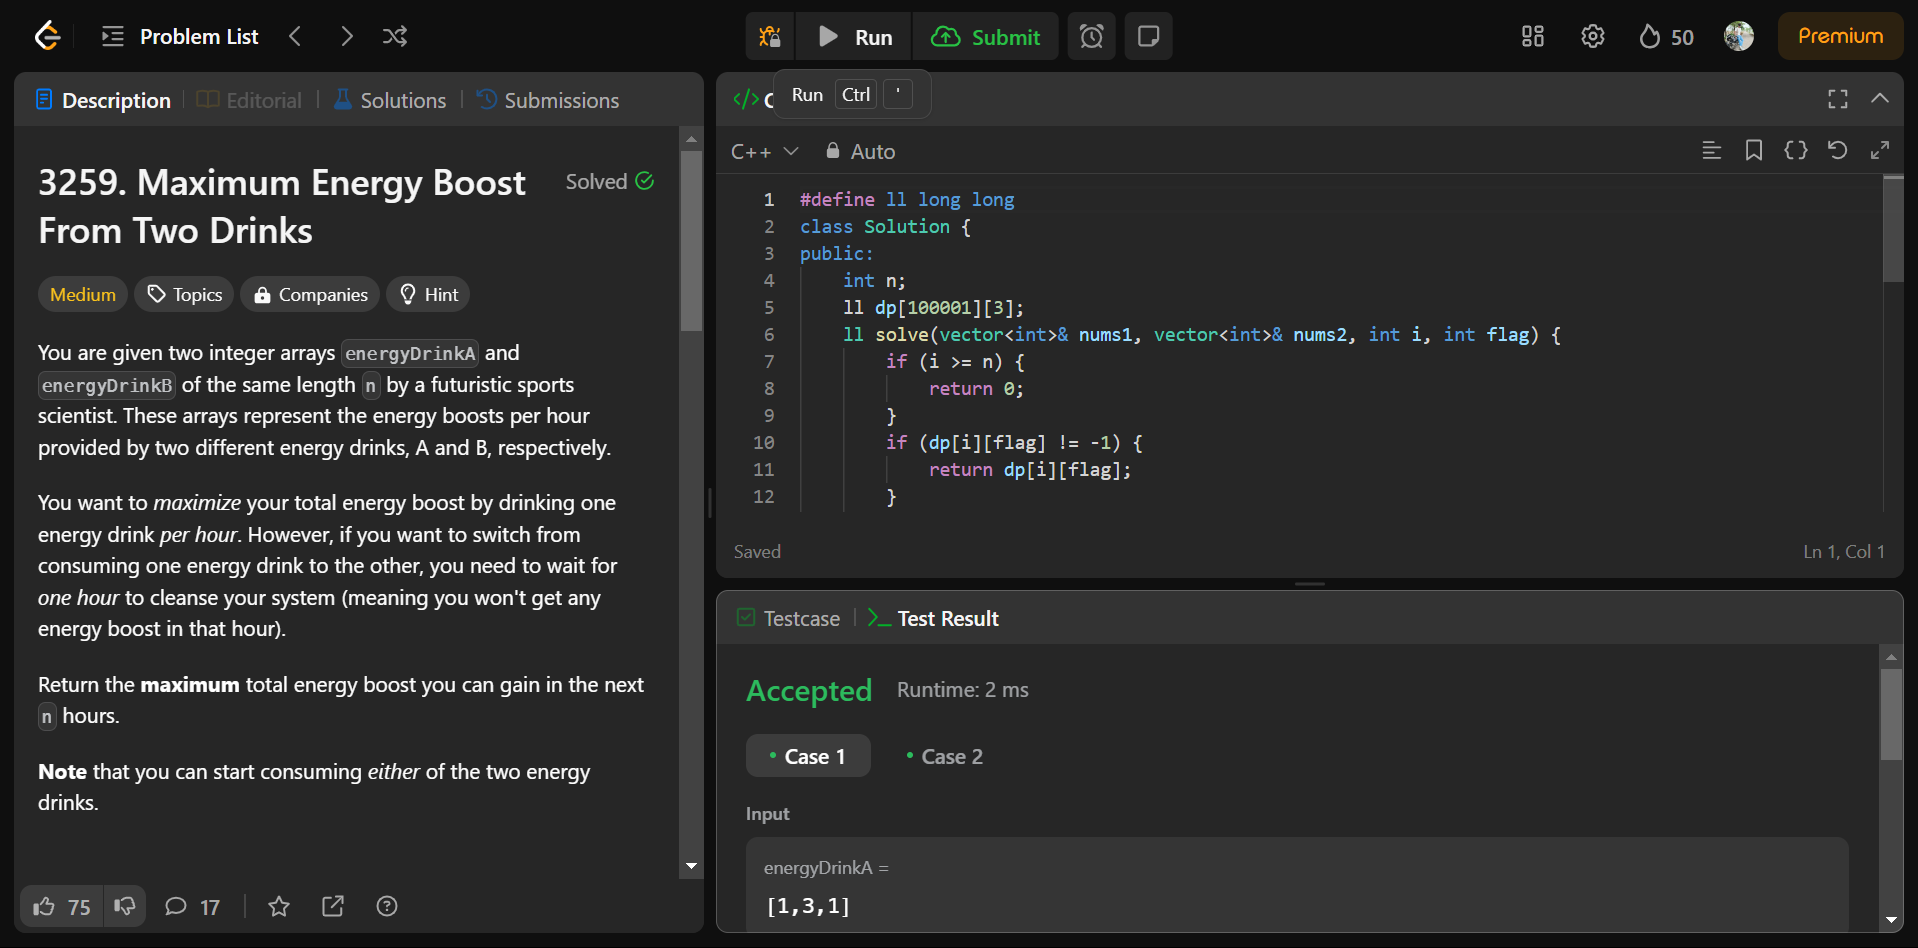 Problem List
Run
Submit
50
Premium
Description
Editorial
Solutions
Submissions
3259. Maximum Energy Boost
From Two Drinks
Solved
Medium
Topics
Companies
Hint
You are given two integer arrays energyDrinkA and
energyDrinkB of the same length n by a futuristic sports
scientist. These arrays represent the energy boosts per hour
provided by two different energy drinks, A and B, respectively.
You want to maximize your total energy boost by drinking one
energy drink per hour. However, if you want to switch from
consuming one energy drink to the other, you need to wait for
one hour to cleanse your system (meaning you won't get any
energy boost in that hour).
Return the maximum total energy boost you can gain in the next
n hours.
Note that you can start consuming either of the two energy
drinks.
75
17
</> C
Run Ctrl '
C++
Auto
1 #define ll long long
2 class Solution {
3 public:
4 int n;
5 ll dp[100001][3];
6 ll solve(vector<int>& nums1, vector<int>& nums2, int i, int flag) {
7 if (i >= n) {
8 return 0;
9 }
10 if (dp[i][flag] != -1) {
11 return dp[i][flag];
12 }
Saved
Ln 1, Col 1
Testcase
Test Result
Accepted
Runtime: 2 ms
Case 1
Case 2
Input
energyDrinkA =
[1,3,1]